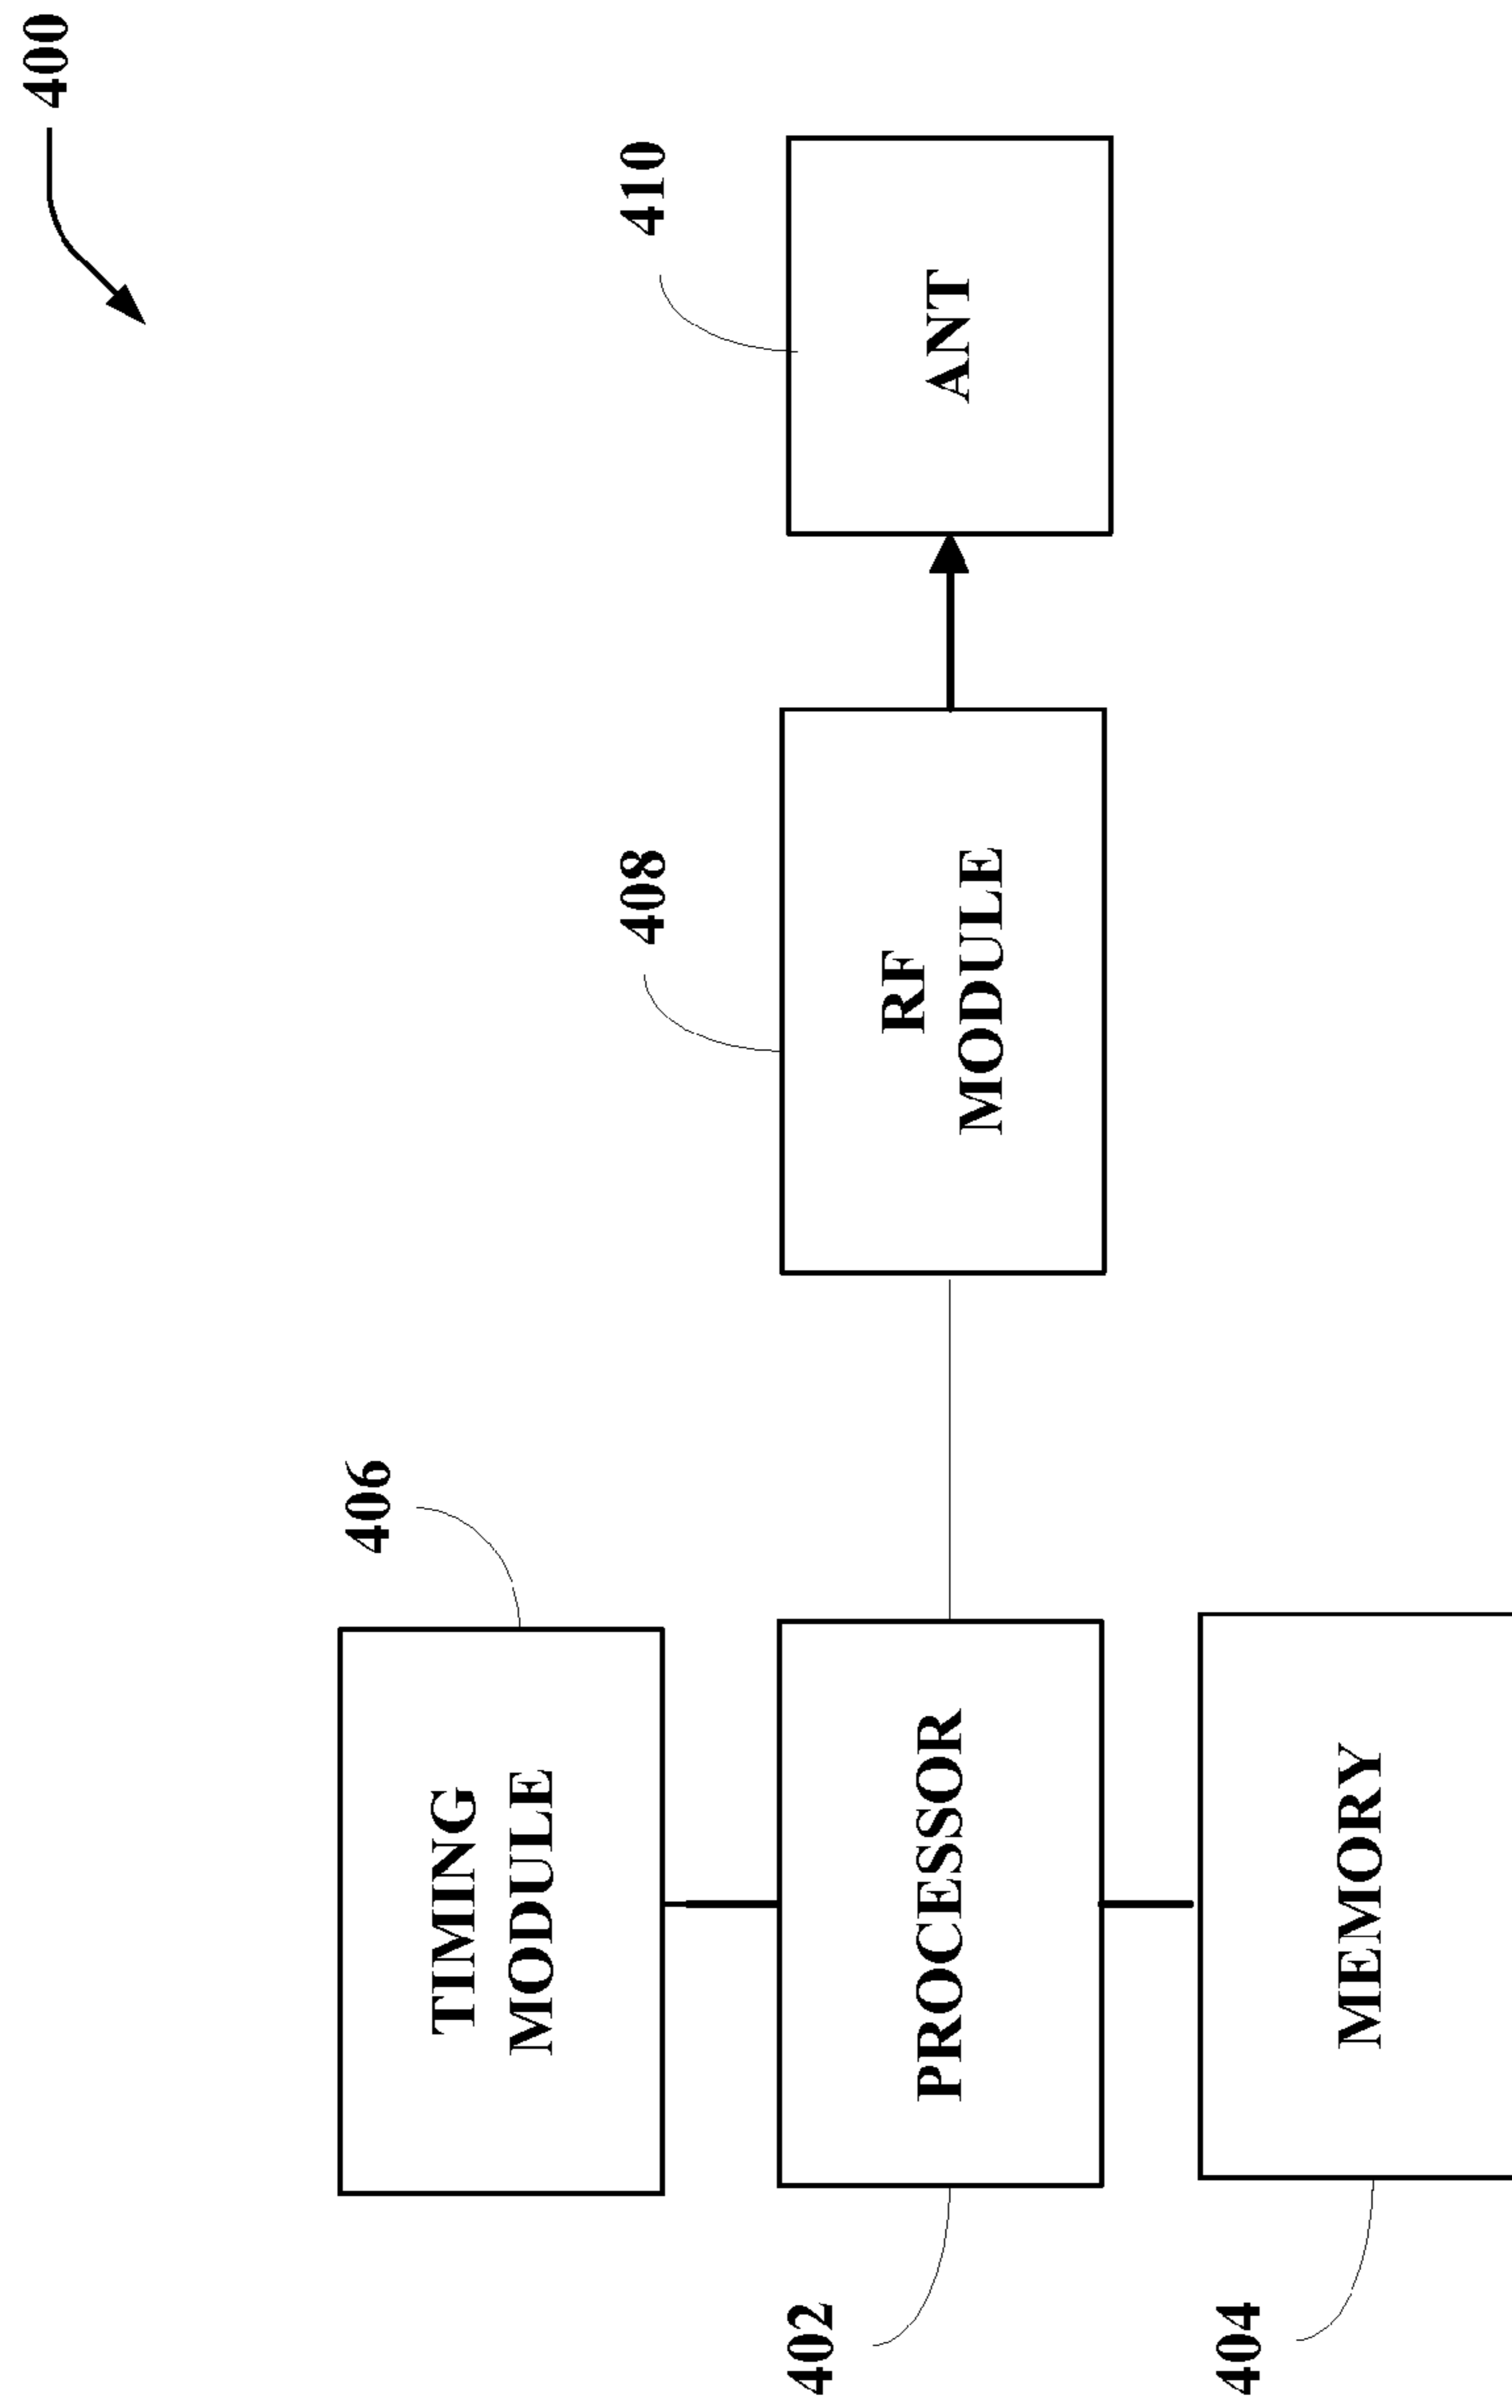 400
406
TIMING
MODULE
408
410
402
PROCESSOR
RF
MODULE
ANT
404
MEMORY